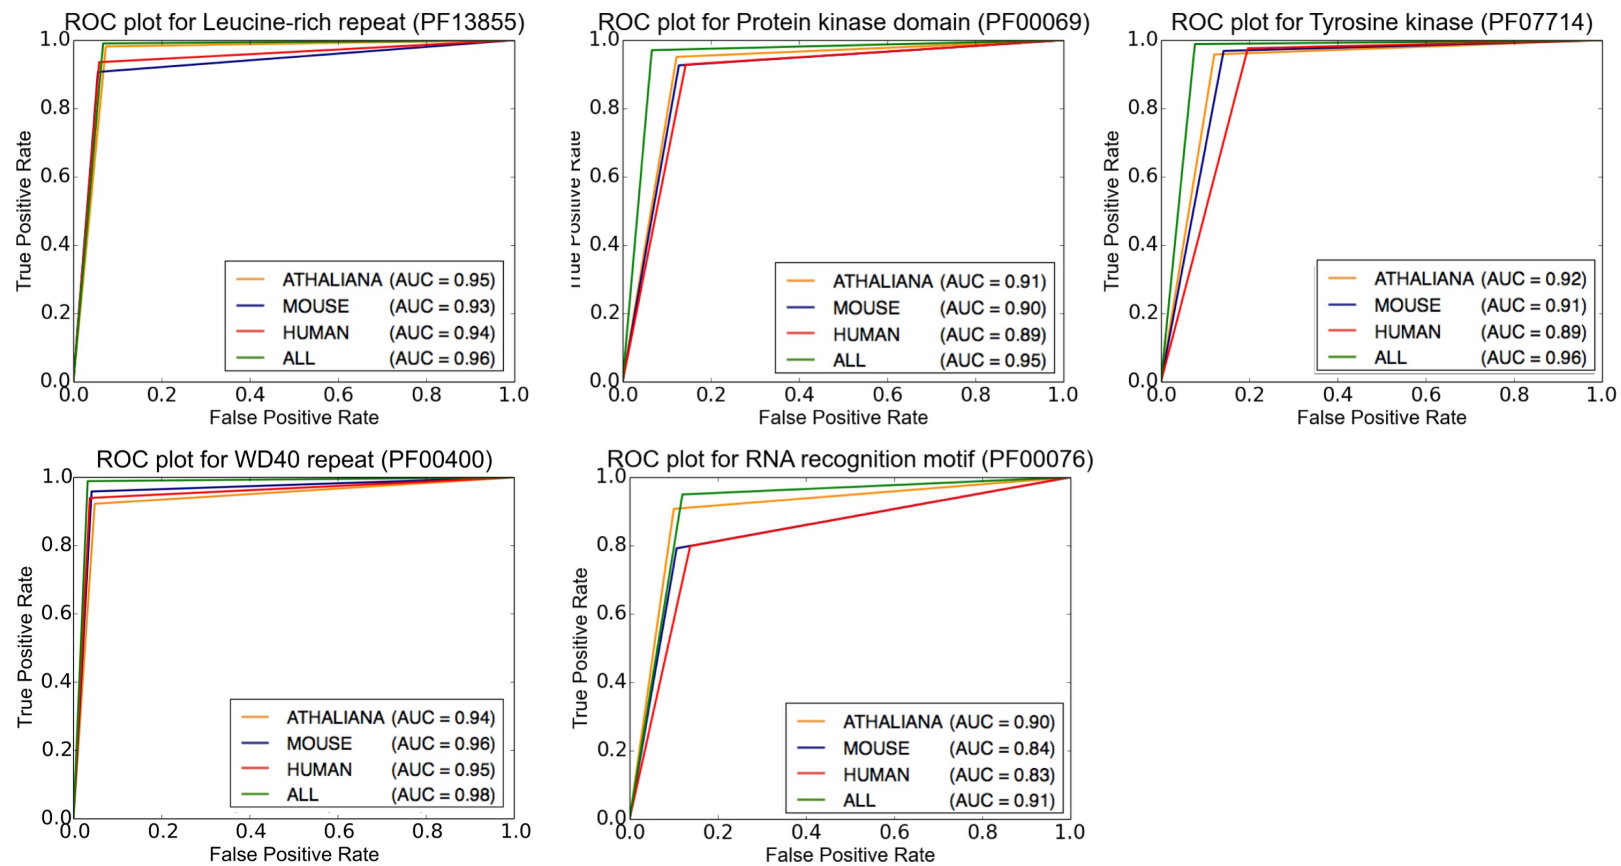 ROC plot for Leucine-rich repeat (PF13855)
1.0
0.8
0.6
0.4
0.2
0.0
True Positive Rate
ATHALIANA (AUC = 0.95)
MOUSE (AUC = 0.93)
HUMAN (AUC = 0.94)
ALL (AUC = 0.96)
0.0 0.2 0.4 0.6 0.8 1.0
False Positive Rate
ROC plot for Protein kinase domain (PF00069)
1.0
0.8
0.6
0.4
0.2
0.0
True Positive Rate
ATHALIANA (AUC = 0.91)
MOUSE (AUC = 0.90)
HUMAN (AUC = 0.89)
ALL (AUC = 0.95)
0.0 0.2 0.4 0.6 0.8 1.0
False Positive Rate
ROC plot for Tyrosine kinase (PF07714)
1.0
0.8
0.6
0.4
0.2
0.0
True Positive Rate
ATHALIANA (AUC = 0.92)
MOUSE (AUC = 0.91)
HUMAN (AUC = 0.89)
ALL (AUC = 0.96)
0.0 0.2 0.4 0.6 0.8 1.0
False Positive Rate
ROC plot for WD40 repeat (PF00400)
1.0
0.8
0.6
0.4
0.2
0.0
True Positive Rate
ATHALIANA (AUC = 0.94)
MOUSE (AUC = 0.96)
HUMAN (AUC = 0.95)
ALL (AUC = 0.98)
0.0 0.2 0.4 0.6 0.8 1.0
False Positive Rate
ROC plot for RNA recognition motif (PF00076)
1.0
0.8
0.6
0.4
0.2
0.0
True Positive Rate
ATHALIANA (AUC = 0.90)
MOUSE (AUC = 0.84)
HUMAN (AUC = 0.83)
ALL (AUC = 0.91)
0.0 0.2 0.4 0.6 0.8 1.0
False Positive Rate